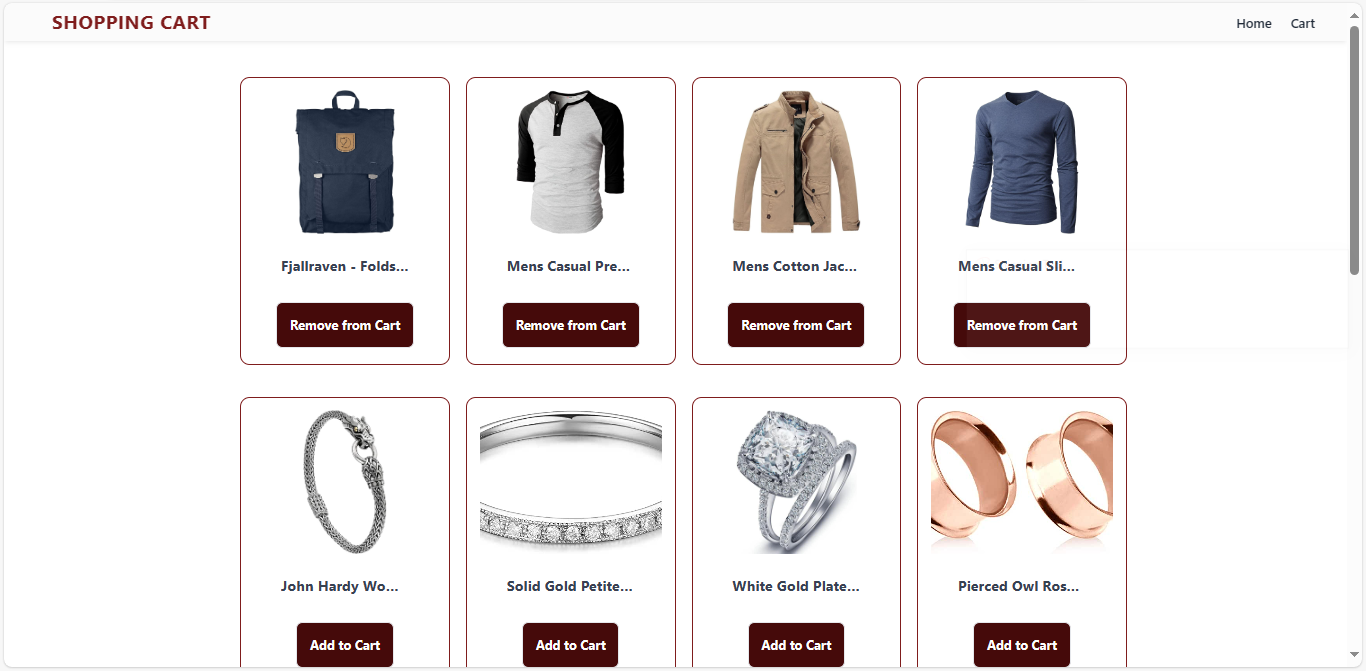 SHOPPING CART
Home Cart
Fjallraven - Folds... Mens Casual Pre... Mens Cotton Jac... Mens Casual Sli...
Remove from Cart Remove from Cart Remove from Cart Remove from Cart
John Hardy Wo... Solid Gold Petite... White Gold Plate... Pierced Owl Ros...
Add to Cart Add to Cart Add to Cart Add to Cart